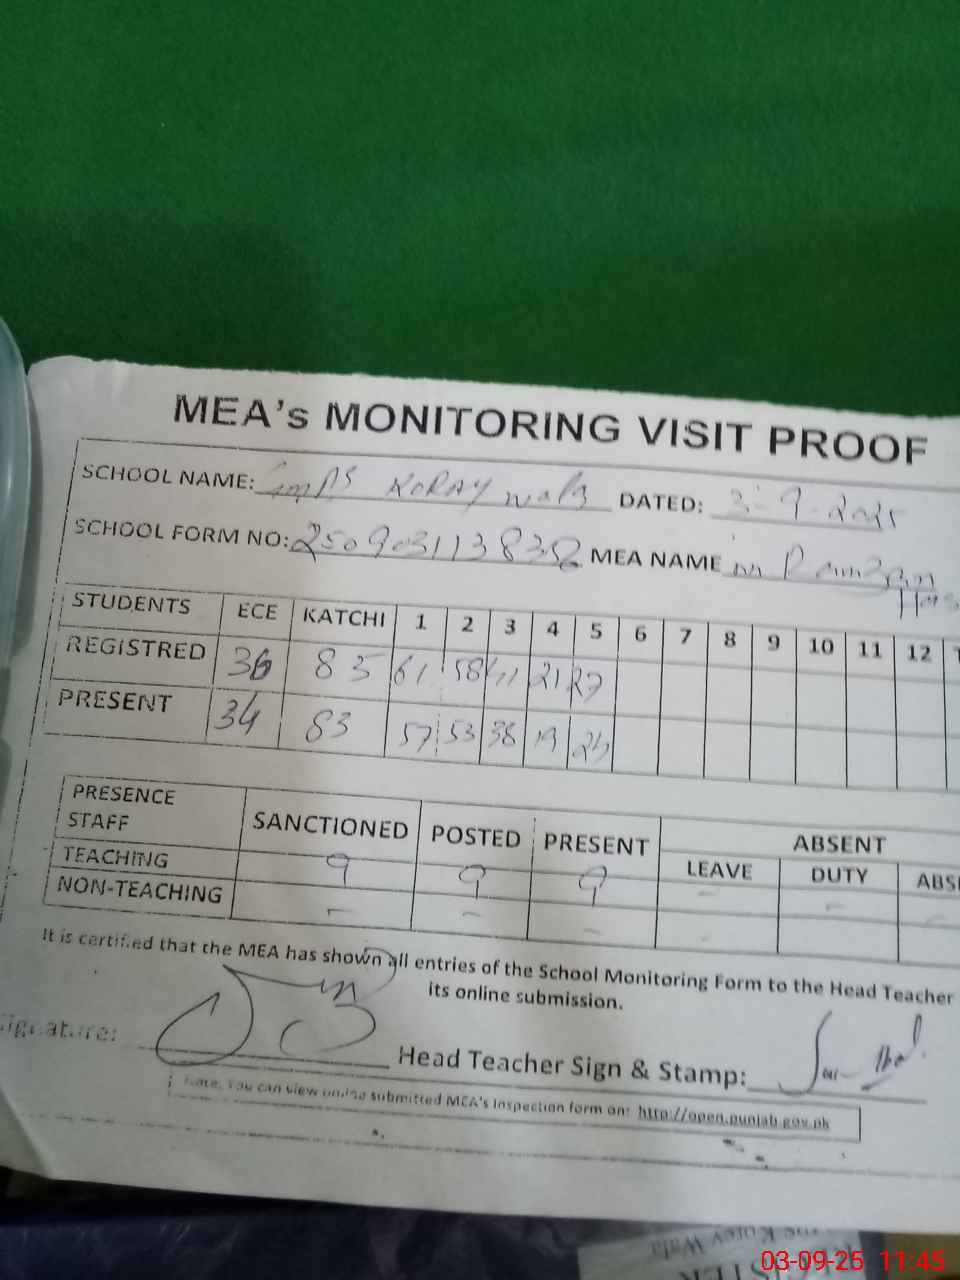 MEA's MONITORING VISIT PROOF
SCHOOL NAME: KORAY wala DATED: 3-9-2025
SCHOOL FORM NO: MEA NAME M Ramzan
STUDENTS ECE KATCHI 1 2 3 4 5 6 7 8 9 10 11 12
REGISTRED 36 85 61 58 41 21 27
PRESENT 34 83 57 53 38 19
PRESENCE STAFF SANCTIONED POSTED PRESENT ABSENT
LEAVE DUTY
TEACHING 9 9 9 - -
NON-TEACHING - - - -
It is certified that the MEA has shown all entries of the School Monitoring Form to the Head Teacher
its online submission.
Signature: Head Teacher Sign & Stamp:
Note: You can view online submitted MEA's Inspection form on: http://open.punjab.gov.pk
03-09-25 11:45